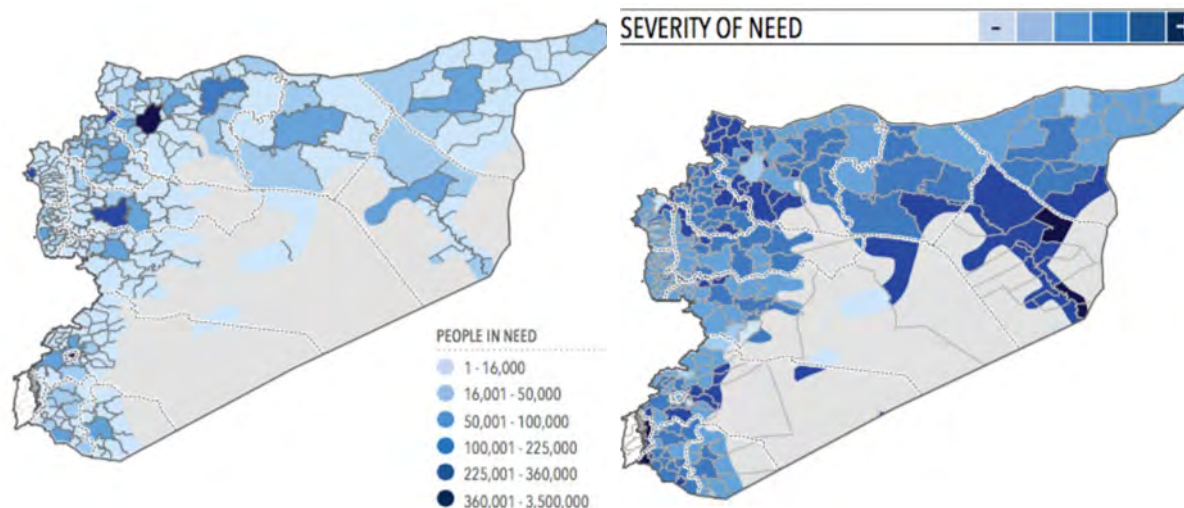 SEVERITY OF NEED
-
PEOPLE IN NEED
1 - 16,000
16,001 - 50,000
50,001 - 100,000
100,001 - 225,000
225,001 - 360,000
360,001 - 3,500,000